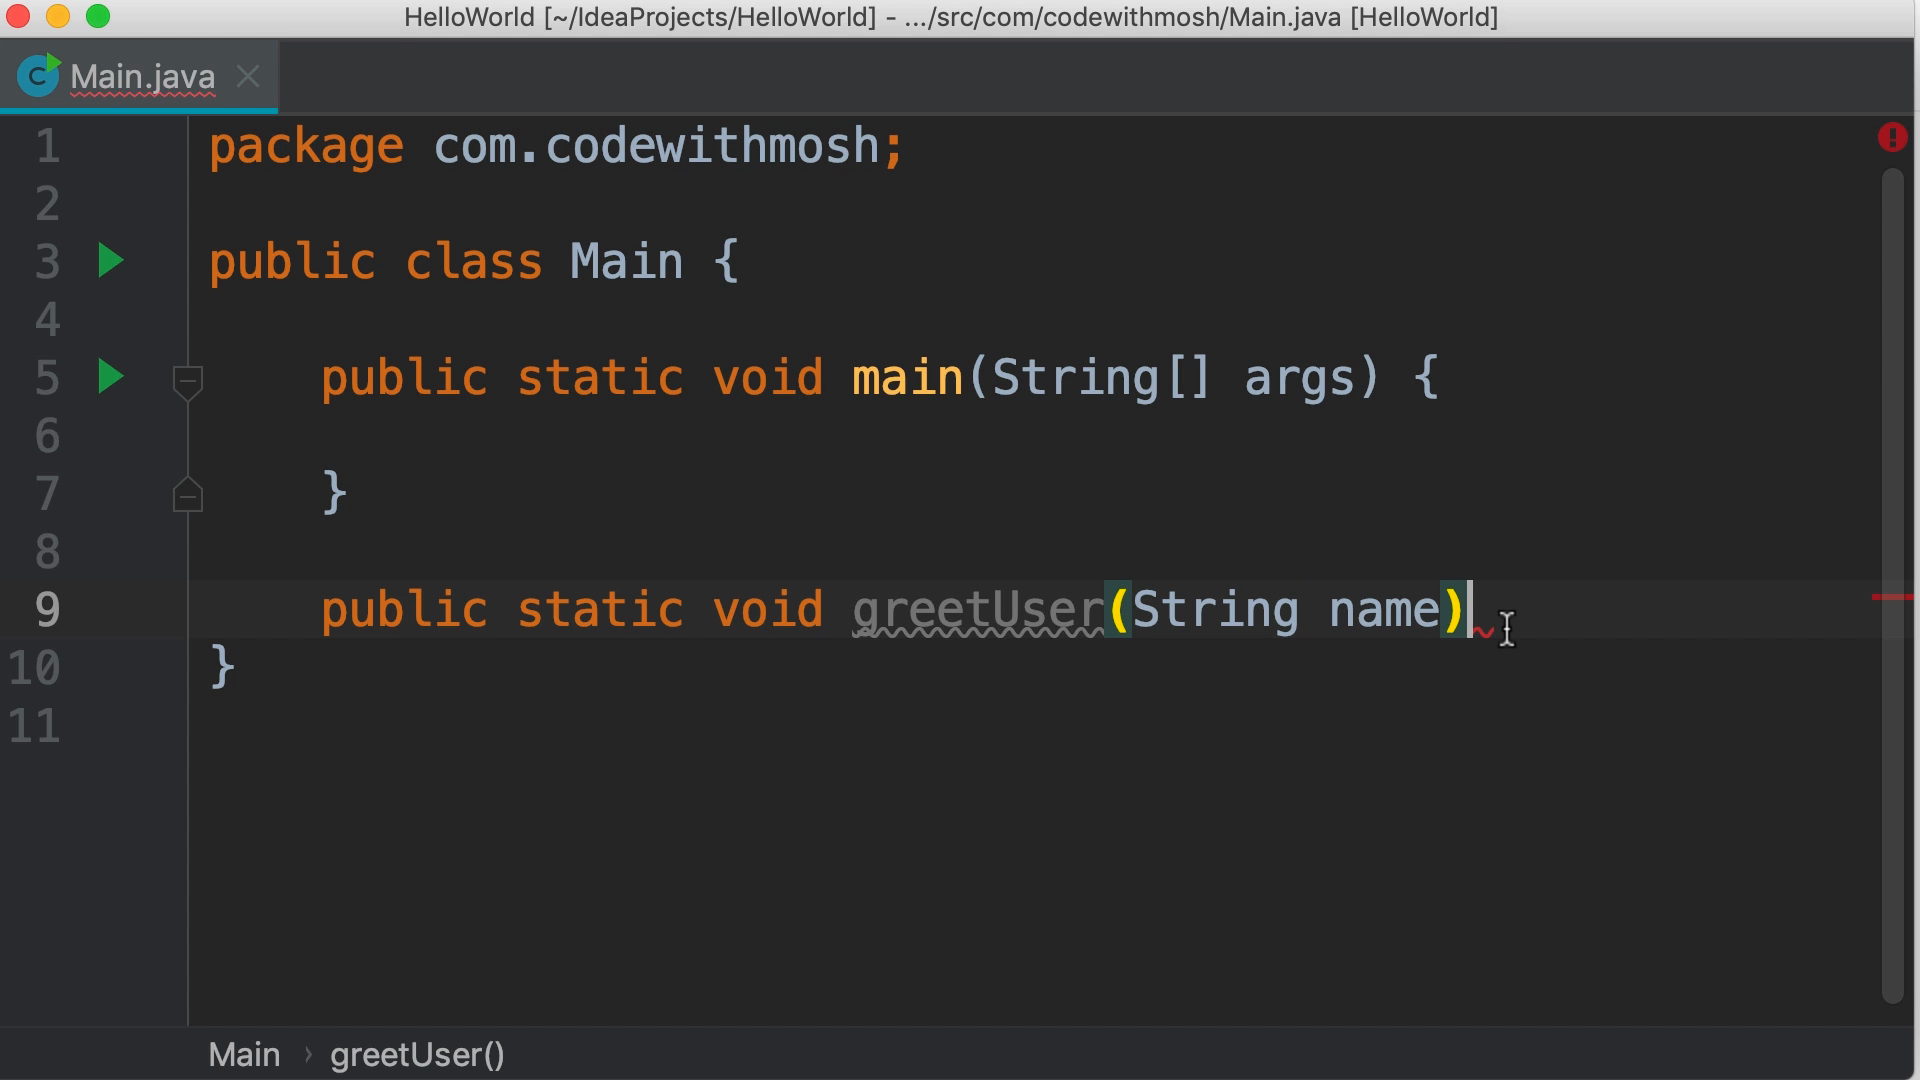 HelloWorld [~/IdeaProjects/HelloWorld] - .../src/com/codewithmosh/Main.java [HelloWorld]
Main.java
1 package com.codewithmosh;
2
3 public class Main {
4
5 public static void main(String[] args) {
6
7 }
8
9 public static void greetUser(String name)
10 }
11
Main › greetUser()